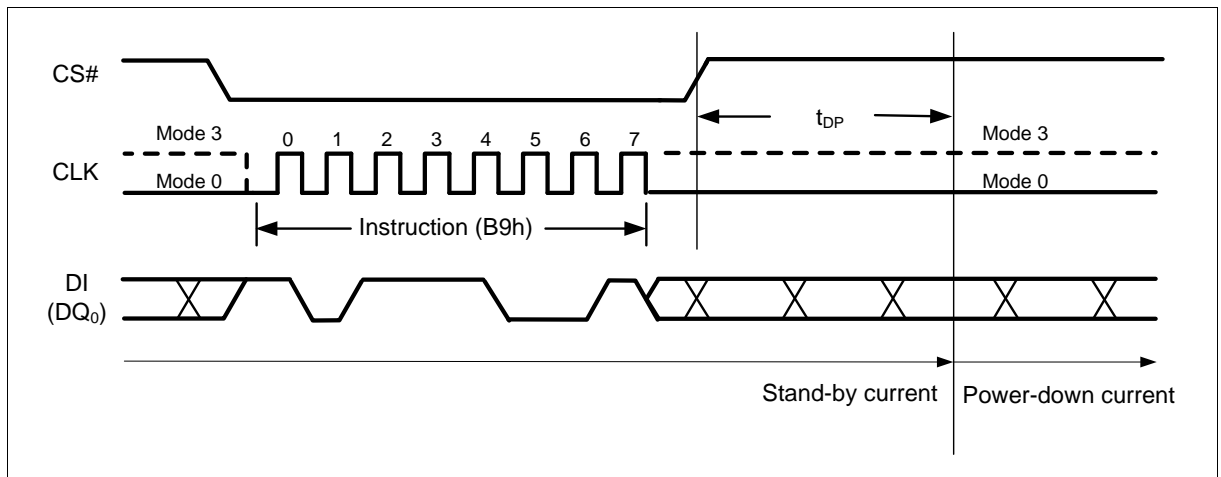 CS#
t_DP
Mode 3
Mode 3
0 1 2 3 4 5 6 7
CLK
Mode 0
Mode 0
Instruction (B9h)
DI
(DQ₀)
Stand-by current
Power-down current